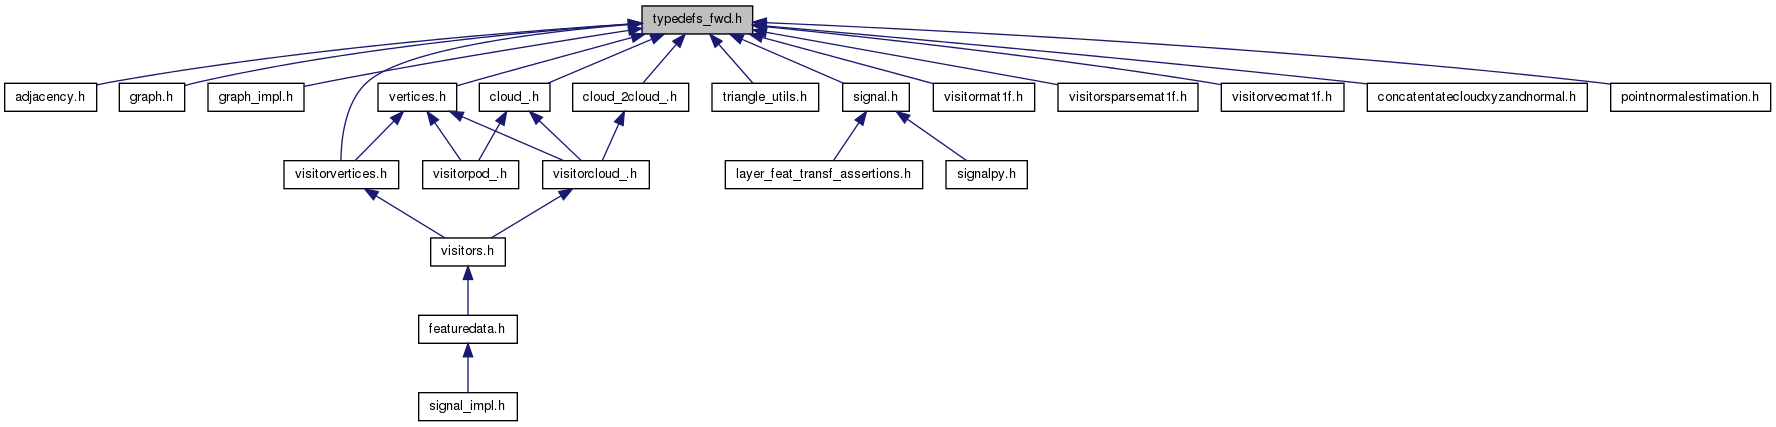 typedefs_fwd.h
adjacency.h
graph.h
graph_impl.h
vertices.h
cloud_.h
cloud_2cloud_.h
triangle_utils.h
signal.h
visitormat1f.h
visitorsparsemat1f.h
visitorvecmat1f.h
concatentatecloudxyzandnormal.h
pointnormalestimation.h
visitorvertices.h
visitorpod_.h
visitorcloud_.h
layer_feat_transf_assertions.h
signalpy.h
visitors.h
featuredata.h
signal_impl.h